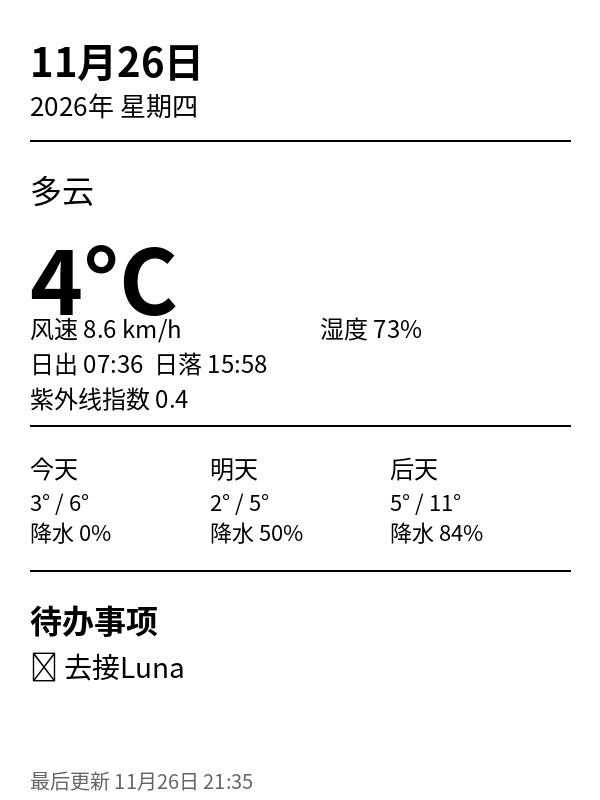 11月26日
2026年 星期四
多云
4°C
风速 8.6 km/h 湿度 73%
日出 07:36 日落 15:58
紫外线指数 0.4
今天 明天 后天
3° / 6° 2° / 5° 5° / 11°
降水 0% 降水 50% 降水 84%
待办事项
去接Luna
最后更新 11月26日 21:35